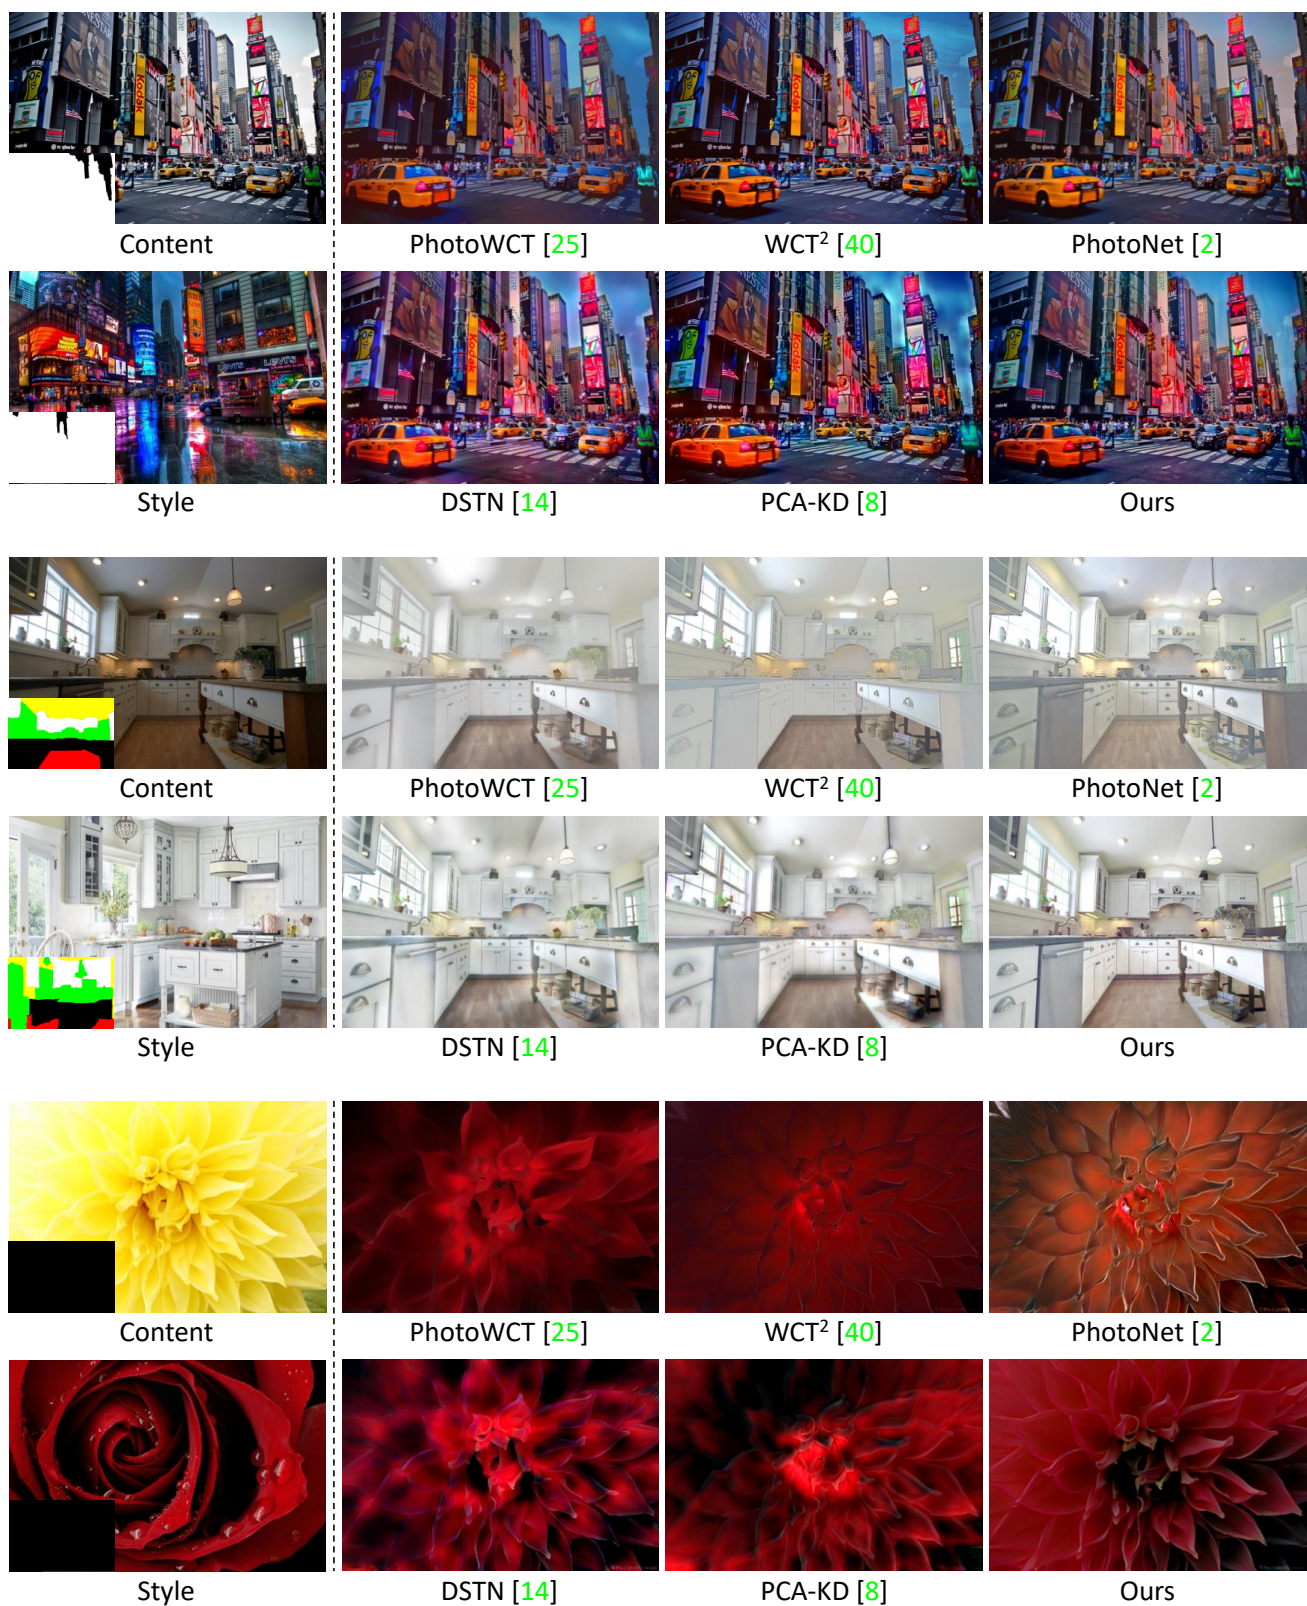 Content
PhotoWCT [25]
WCT² [40]
PhotoNet [2]
Style
DSTN [14]
PCA-KD [8]
Ours
Content
PhotoWCT [25]
WCT² [40]
PhotoNet [2]
Style
DSTN [14]
PCA-KD [8]
Ours
Content
PhotoWCT [25]
WCT² [40]
PhotoNet [2]
Style
DSTN [14]
PCA-KD [8]
Ours